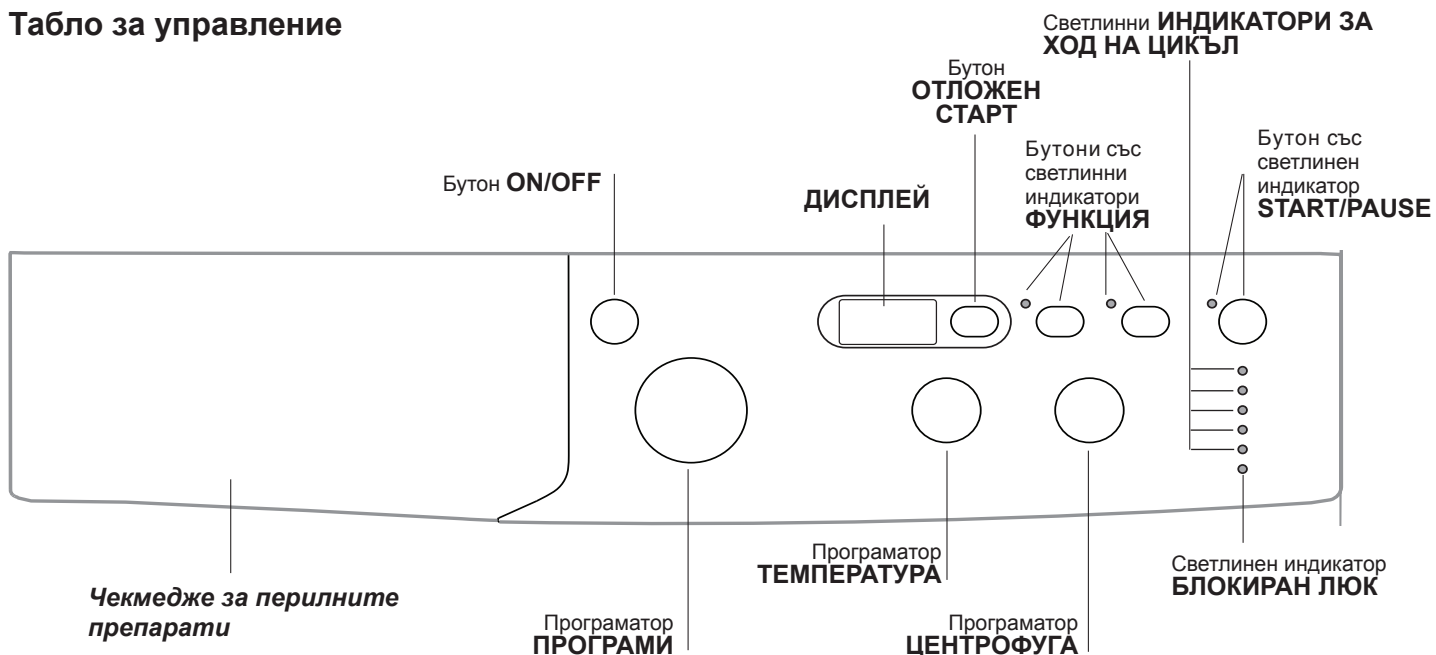 Табло за управление
Светлинни ИНДИКАТОРИ ЗА
ХОД НА ЦИКЪЛ
Бутон
ОТЛОЖЕН
СТАРТ
Бутони със
светлинни
индикатори
ФУНКЦИЯ
Бутон със
светлинен
индикатор
START/PAUSE
Бутон ON/OFF
ДИСПЛЕЙ
Чекмедже за перилните
препарати
Програматор
ПРОГРАМИ
Програматор
ТЕМПЕРАТУРА
Програматор
ЦЕНТРОФУГА
Светлинен индикатор
БЛОКИРАН ЛЮК